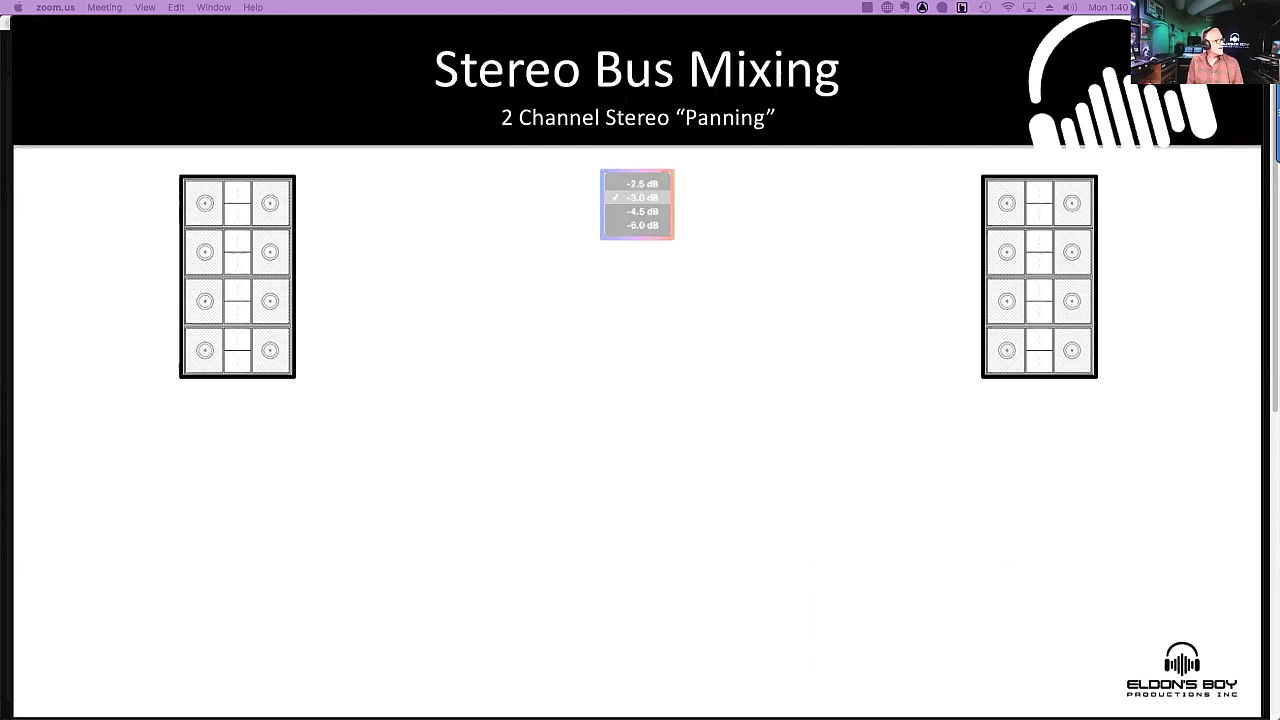 zoom.us Meeting View Edit Window Help Mon 1:40
Stereo Bus Mixing
2 Channel Stereo “Panning”
-2.5 dB
✓ -3.0 dB
-4.5 dB
-6.0 dB
ELDON'S BOY
PRODUCTIONS INC